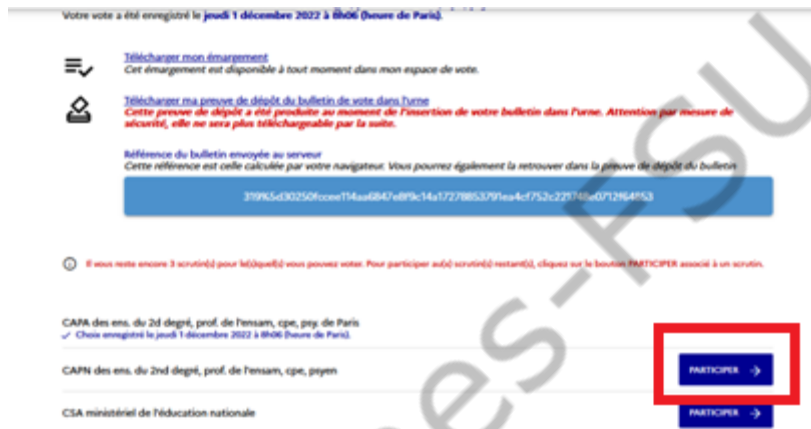 Votre vote a été enregistré le jeudi 1 décembre 2022 à 8h06 (heure de Paris).
Télécharger mon émargement
Cet émargement est disponible à tout moment dans mon espace de vote.
Télécharger ma preuve de dépôt du bulletin de vote dans l'urne
Cette preuve de dépôt a été produite au moment de l'insertion de votre bulletin dans l'urne. Attention par mesure de
sécurité, elle ne sera plus téléchargeable par la suite.
Référence du bulletin envoyée au serveur
Cette référence est celle calculée par votre navigateur. Vous pourrez également la retrouver dans la preuve de dépôt du bulletin
Il vous reste encore 3 scrutin(s) pour le(s)quel(s) vous pouvez voter. Pour participer au(x) scrutin(s) restant(s), cliquez sur le bouton PARTICIPER associé à un scrutin.
CAPA des ens. du 2d degré, prof. de l'ensam, cpe, psy. de Paris
Choix enregistré le jeudi 1 décembre 2022 à 8h06 (heure de Paris).
CAPN des ens. du 2nd degré, prof. de l'ensam, cpe, psyen
PARTICIPER
CSA ministériel de l'éducation nationale
PARTICIPER
es-FSU